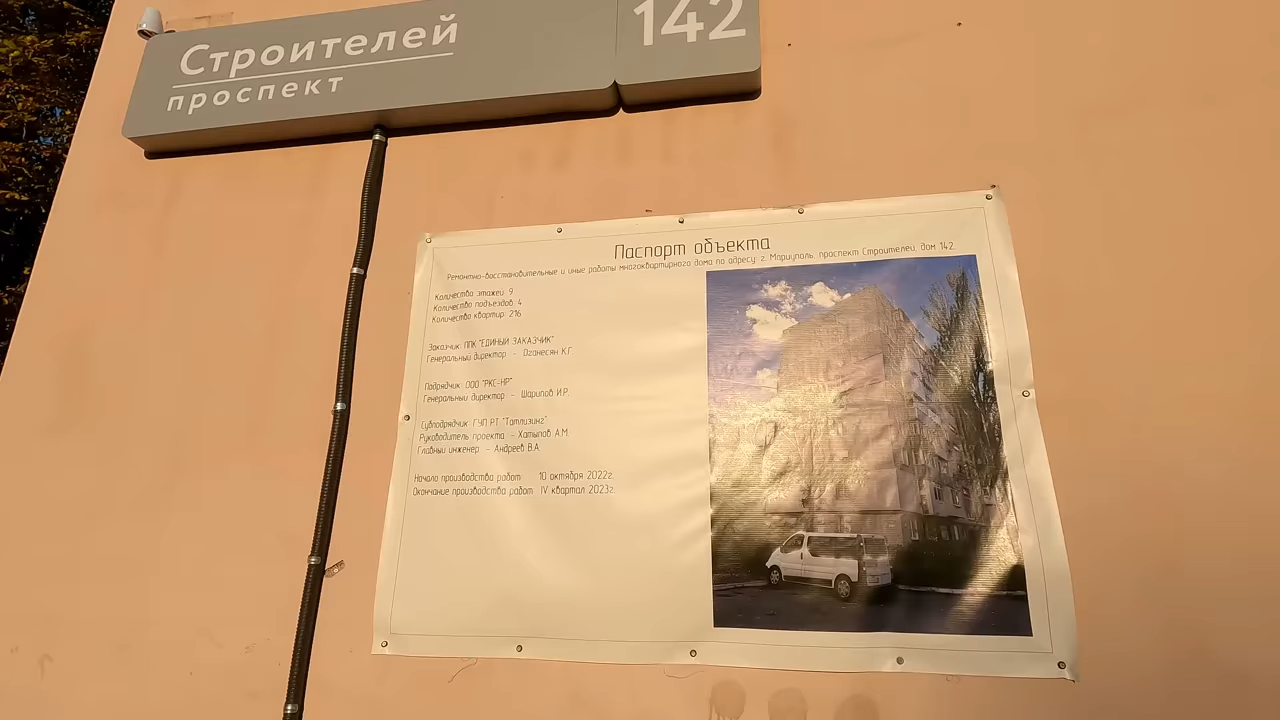 Строителей
проспект
142
Паспорт объекта
Ремонтно-восстановительные и иные работы многоквартирного дома по адресу: г. Мариуполь, проспект Строителей, дом 142.
Количество этажей: 9
Количество подъездов: 4
Количество квартир: 216
Заказчик: ППК "ЕДИНЫЙ ЗАКАЗЧИК"
Генеральный директор - Оганесян К.Г.
Подрядчик: ООО "РКС-НР"
Генеральный директор - Шарипов И.Р.
Субподрядчик: ГУП РТ "Татлизинг"
Руководитель проекта - Хатыпов А.М.
Главный инженер - Андреев В.А.
Начало производства работ 10 октября 2022г.
Окончание производства работ IV квартал 2023г.